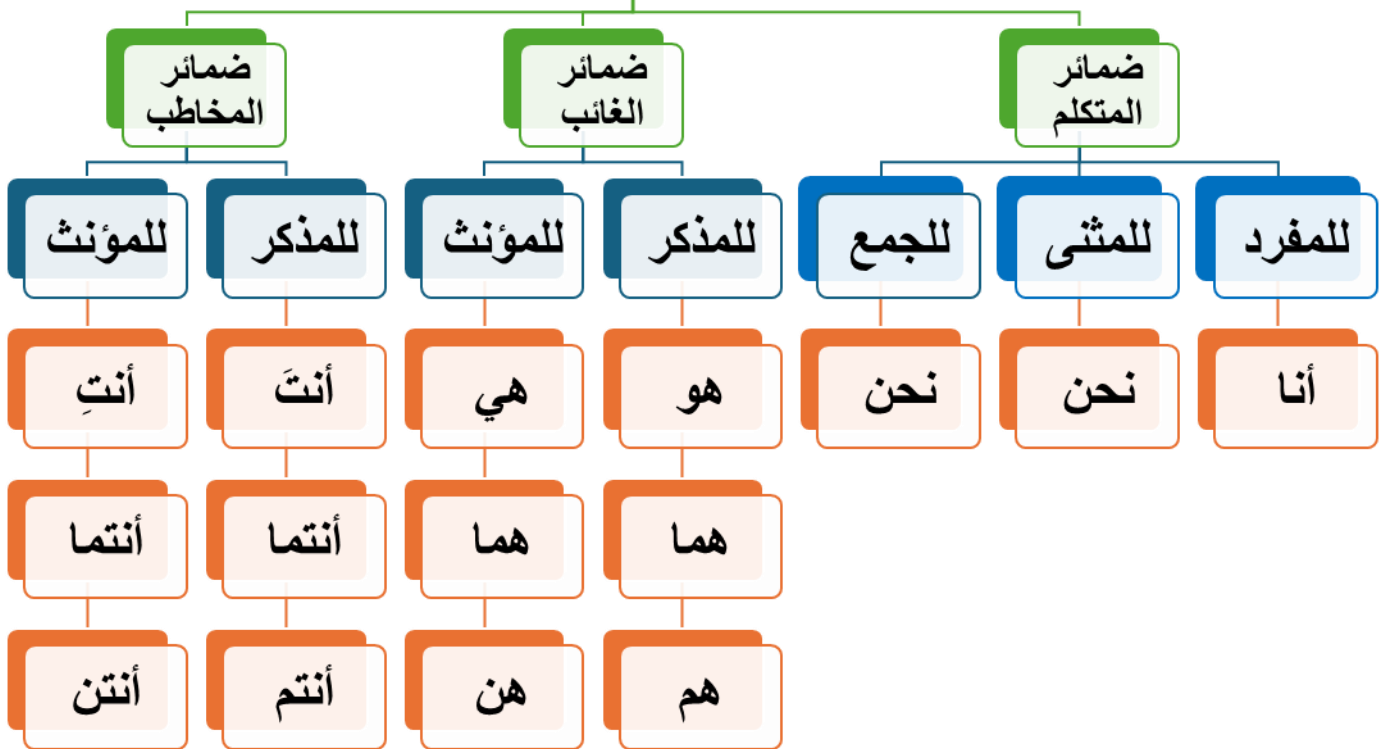 ضمائر
المتكلم
ضمائر
الغائب
ضمائر
المخاطب
للمفرد
للمثنى
للجمع
للمذكر
للمؤنث
للمذكر
للمؤنث
أنا
نحن
نحن
هو
هي
أنتَ
أنتِ
هما
هما
أنتما
أنتما
هم
هن
أنتم
أنتن